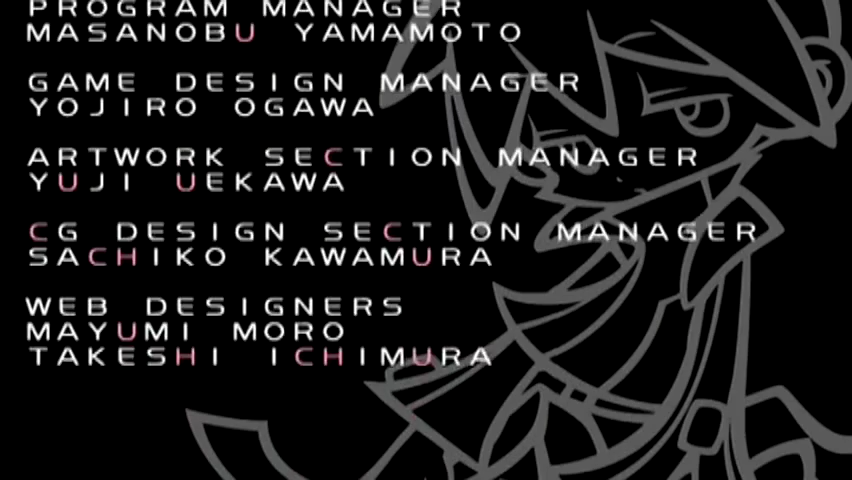 PROGRAM MANAGER
MASANOBU YAMAMOTO
GAME DESIGN MANAGER
YOJIRO OGAWA
ARTWORK SECTION MANAGER
YUJI UEKAWA
CG DESIGN SECTION MANAGER
SACHIKO KAWAMURA
WEB DESIGNERS
MAYUMI MORO
TAKESHI ICHIMURA